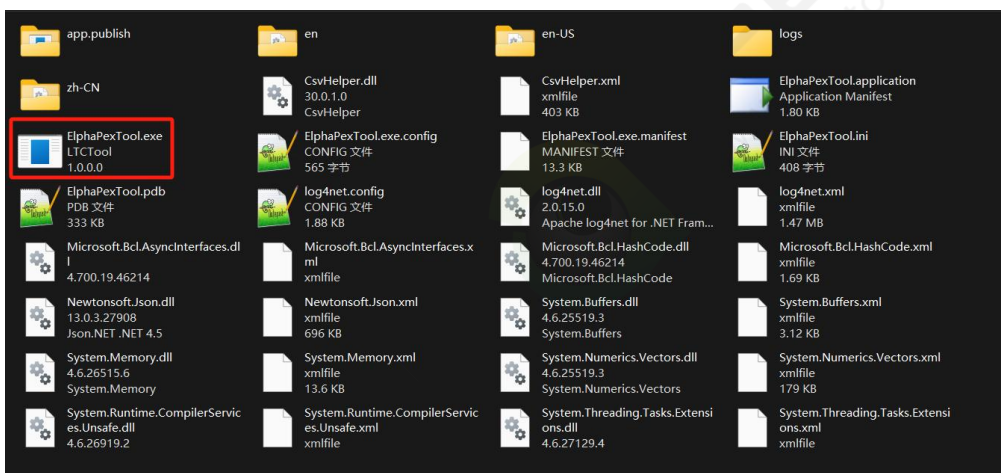 app.publish
en
en-US
logs
zh-CN
CsvHelper.dll
30.0.1.0
CsvHelper
CsvHelper.xml
xmlfile
403 KB
ElphaPexTool.application
Application Manifest
1.80 KB
ElphaPexTool.exe
LTCTool
1.0.0.0
ElphaPexTool.exe.config
CONFIG 文件
565 字节
ElphaPexTool.exe.manifest
MANIFEST 文件
13.3 KB
ElphaPexTool.ini
INI 文件
408 字节
ElphaPexTool.pdb
PDB 文件
333 KB
log4net.config
CONFIG 文件
1.88 KB
log4net.dll
2.0.15.0
Apache log4net for .NET Fram...
log4net.xml
xmlfile
1.47 MB
Microsoft.Bcl.AsyncInterfaces.dl
l
4.700.19.46214
Microsoft.Bcl.AsyncInterfaces.x
ml
xmlfile
Microsoft.Bcl.HashCode.dll
4.700.19.46214
Microsoft.Bcl.HashCode
Microsoft.Bcl.HashCode.xml
xmlfile
1.69 KB
Newtonsoft.Json.dll
13.0.3.27908
Json.NET .NET 4.5
Newtonsoft.Json.xml
xmlfile
696 KB
System.Buffers.dll
4.6.25519.3
System.Buffers
System.Buffers.xml
xmlfile
3.12 KB
System.Memory.dll
4.6.26515.6
System.Memory
System.Memory.xml
xmlfile
13.6 KB
System.Numerics.Vectors.dll
4.6.25519.3
System.Numerics.Vectors
System.Numerics.Vectors.xml
xmlfile
179 KB
System.Runtime.CompilerServic
es.Unsafe.dll
4.6.26919.2
System.Runtime.CompilerServic
es.Unsafe.xml
xmlfile
System.Threading.Tasks.Extensi
ons.dll
4.6.27129.4
System.Threading.Tasks.Extensi
ons.xml
xmlfile